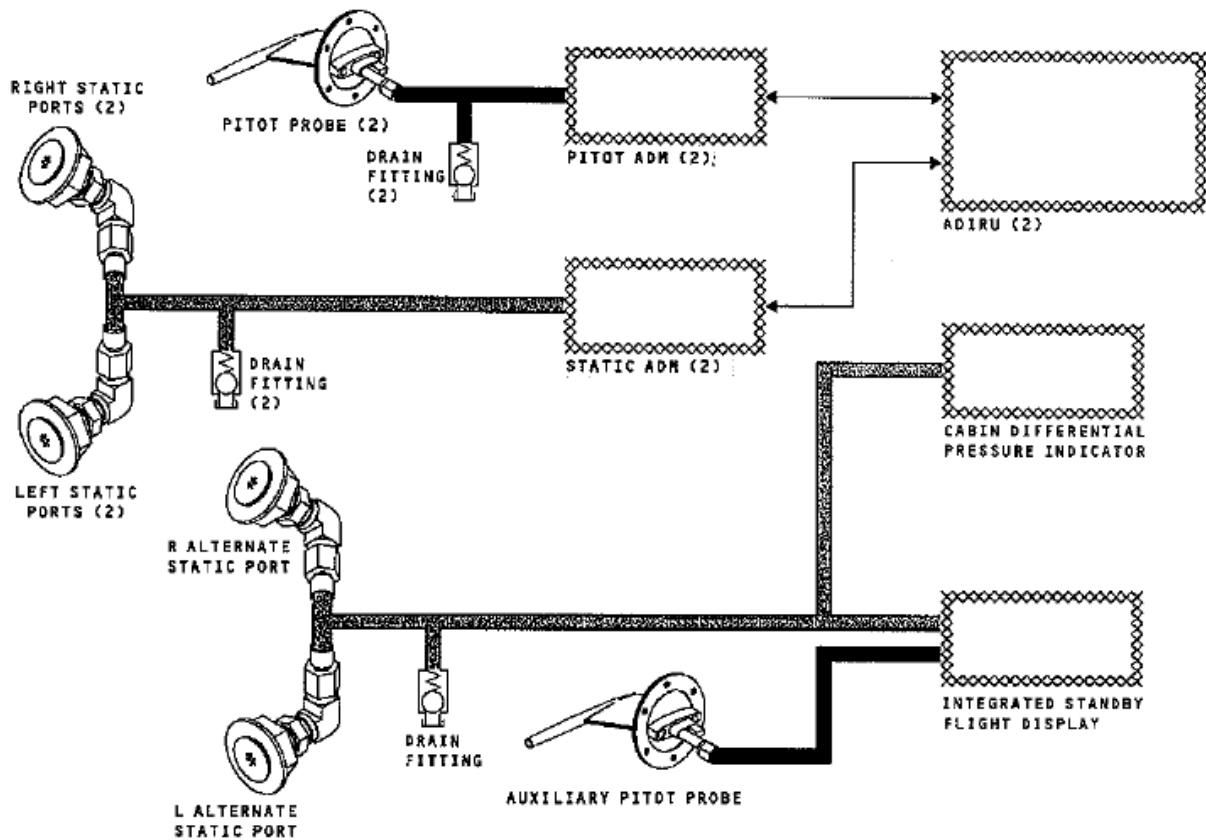 RIGHT STATIC
PORTS (2)
PITOT PROBE (2)
DRAIN
FITTING
(2)
PITOT ADM (2)
ADIRU (2)
DRAIN
FITTING
(2)
STATIC ADM (2)
CABIN DIFFERENTIAL
PRESSURE INDICATOR
LEFT STATIC
PORTS (2)
R ALTERNATE
STATIC PORT
DRAIN
FITTING
INTEGRATED STANDBY
FLIGHT DISPLAY
AUXILIARY PITOT PROBE
L ALTERNATE
STATIC PORT